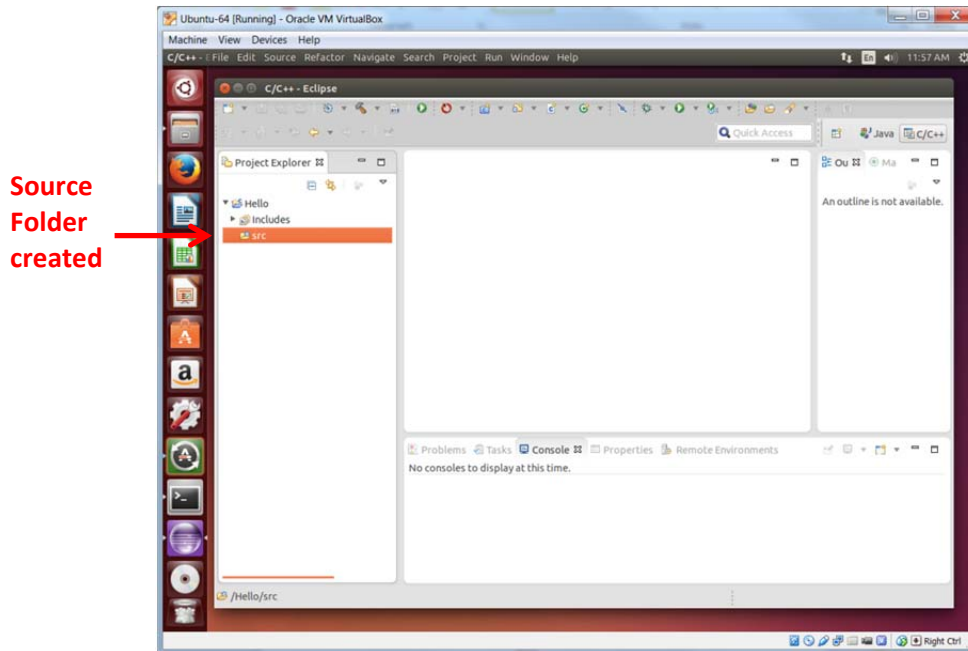 Ubuntu-64 [Running] - Oracle VM VirtualBox
Machine View Devices Help
File Edit Source Refactor Navigate Search Project Run Window Help
En
11:57 AM
C/C++ - Eclipse
Quick Access
Java
C/C++
Project Explorer
Ou
Ma
Hello
Includes
src
An outline is not available.
Source
Folder
created
Problems
Tasks
Console
Properties
Remote Environments
No consoles to display at this time.
/Hello/src
Right Ctrl